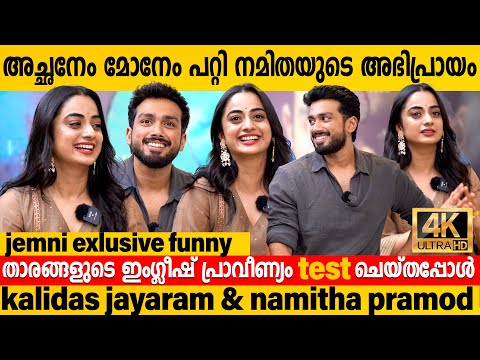 അച്ഛനേം മോനേം പറ്റി നമിതയുടെ അഭിപ്രായം
4K
ULTRA HD
jemni exlusive funny
താരങ്ങളുടെ ഇംഗ്ലീഷ് പ്രാവീണ്യം test ചെയ്തപ്പോൾ
kalidas jayaram & namitha pramod